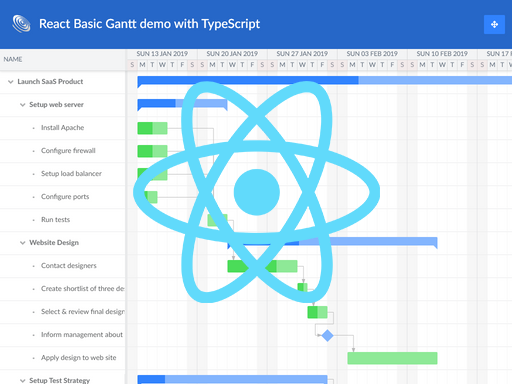 React Basic Gantt demo with TypeScript
NAME
SUN 13 JAN 2019 SUN 20 JAN 2019 SUN 27 JAN 2019 SUN 03 FEB 2019 SUN 10 FEB 2019 SUN 17 F
S M T W T F S S M T W T F S S M T W T F S S M T W T F S S M T W T F S S M T
Launch SaaS Product
Setup web server
Install Apache
Configure firewall
Setup load balancer
Configure ports
Run tests
Website Design
Contact designers
Create shortlist of three de
Select & review final design
Inform management about
Apply design to web site
Setup Test Strategy